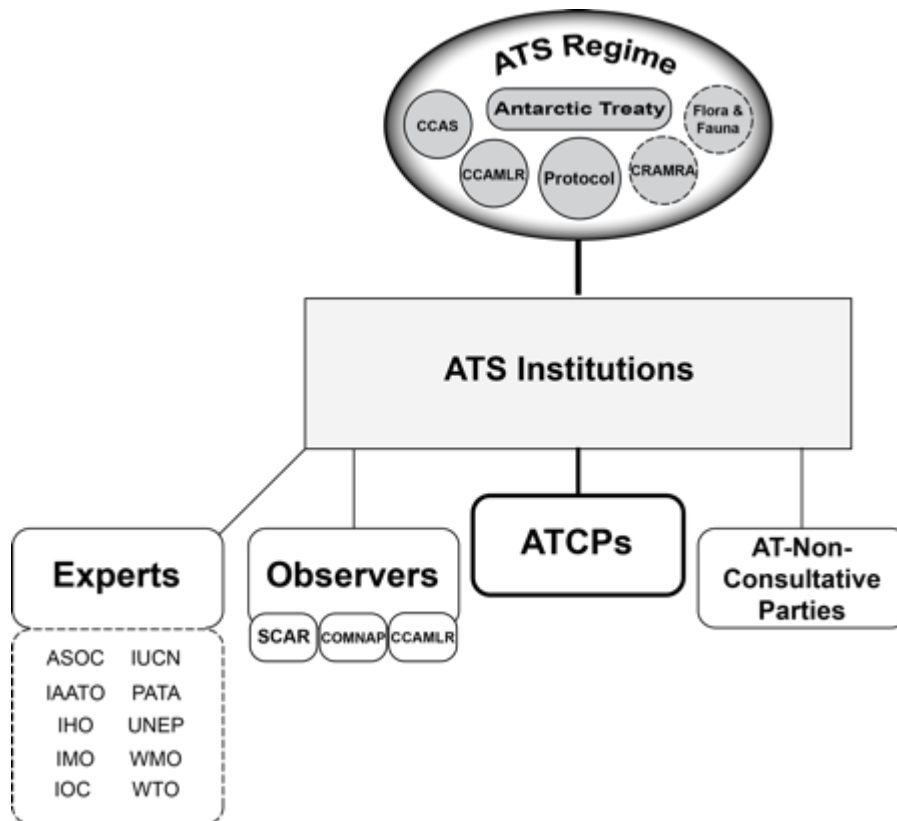 ATS Regime
Antarctic Treaty
CCAS
Flora &
Fauna
CCAMLR
Protocol
CRAMRA
ATS Institutions
Experts
Observers
ATCPs
AT-Non-
Consultative
Parties
SCAR COMNAP CCAMLR
ASOC IUCN
IAATO PATA
IHO UNEP
IMO WMO
IOC WTO